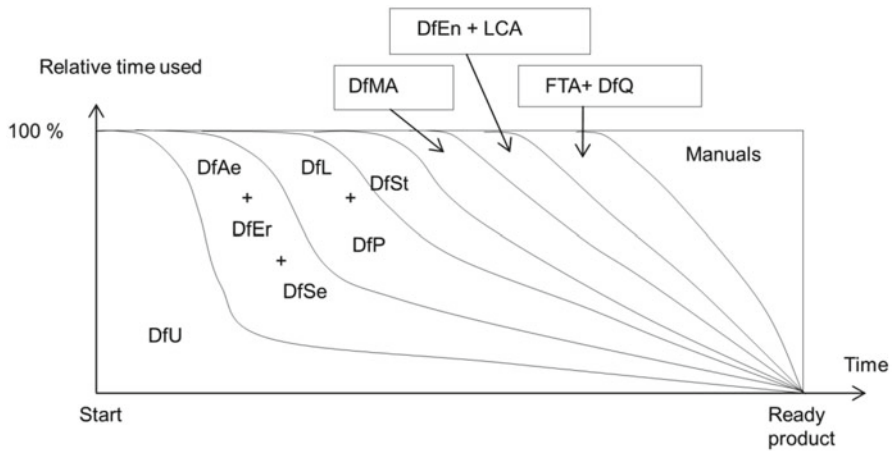 DfEn + LCA
Relative time used
DfMA
FTA+ DfQ
100 %
Manuals
DfAe
DfL
DfSt
+
+
DfEr
DfP
+
DfSe
DfU
Time
Start
Ready
product